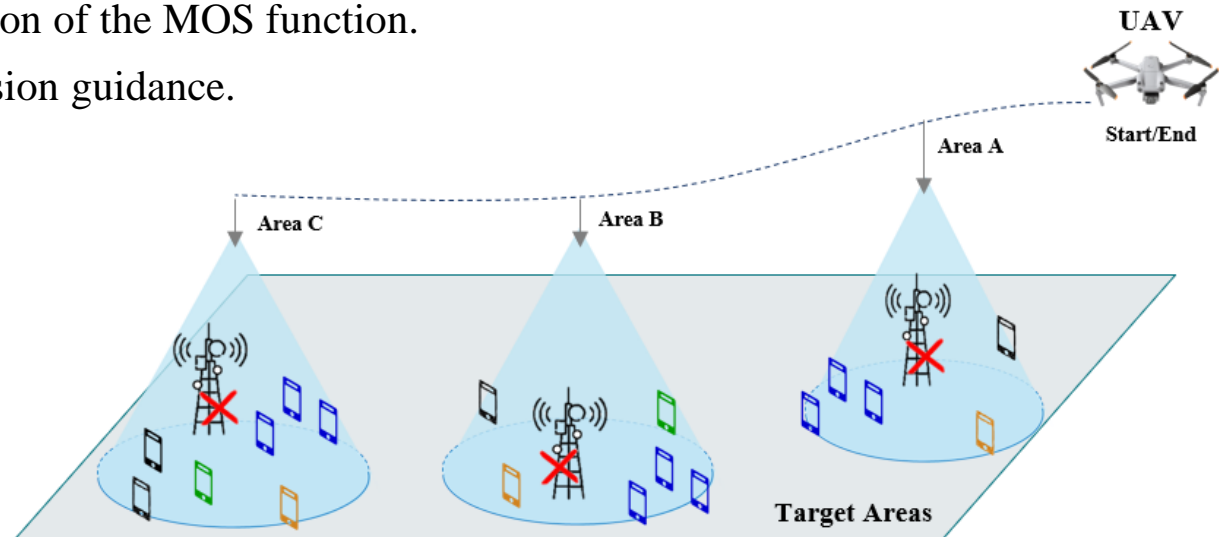 on of the MOS function.
sion guidance.
UAV
Start/End
Area A
Area B
Area C
Target Areas